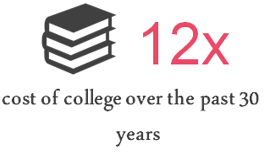 12x
cost of college over the past 30
years